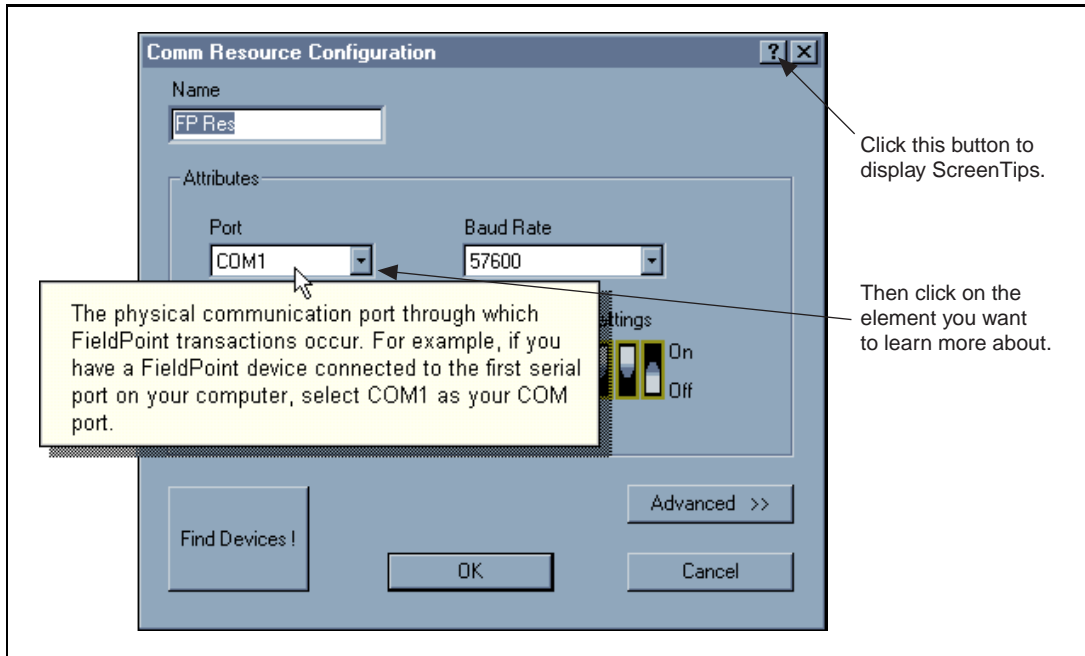 Comm Resource Configuration
Name
FP Res
Click this button to
display ScreenTips.
Attributes
Port
Baud Rate
COM1
57600
The physical communication port through which
FieldPoint transactions occur. For example, if you
have a FieldPoint device connected to the first serial
port on your computer, select COM1 as your COM
port.
Then click on the
element you want
to learn more about.
On
Off
Advanced >>
Find Devices !
OK
Cancel